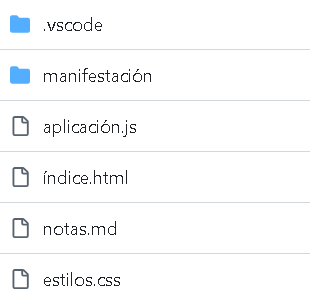 .vscode
manifestación
aplicación.js
índice.html
notas.md
estilos.css